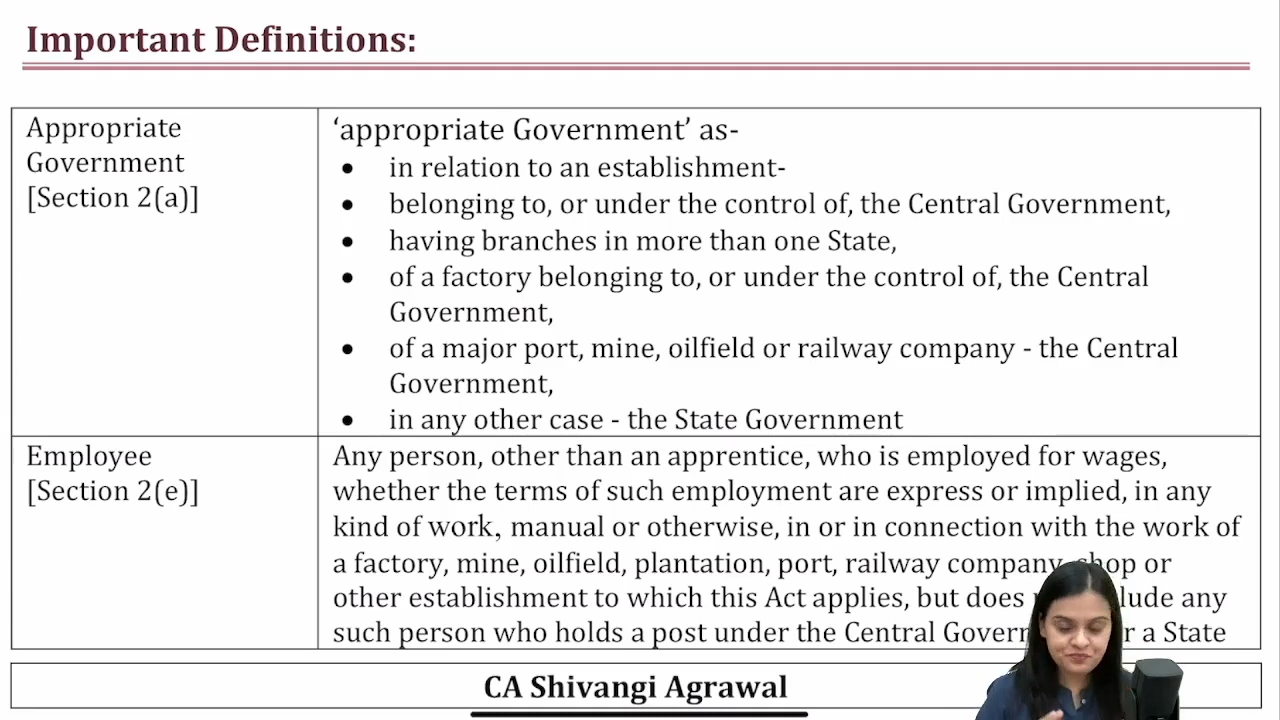 Important Definitions:
Appropriate
Government
[Section 2(a)]
‘appropriate Government’ as-
• in relation to an establishment-
• belonging to, or under the control of, the Central Government,
• having branches in more than one State,
• of a factory belonging to, or under the control of, the Central
Government,
• of a major port, mine, oilfield or railway company - the Central
Government,
• in any other case - the State Government
Employee
[Section 2(e)]
Any person, other than an apprentice, who is employed for wages,
whether the terms of such employment are express or implied, in any
kind of work, manual or otherwise, in or in connection with the work of
a factory, mine, oilfield, plantation, port, railway company, shop or
other establishment to which this Act applies, but does any
such person who holds a post under the Central a State
CA Shivangi Agrawal